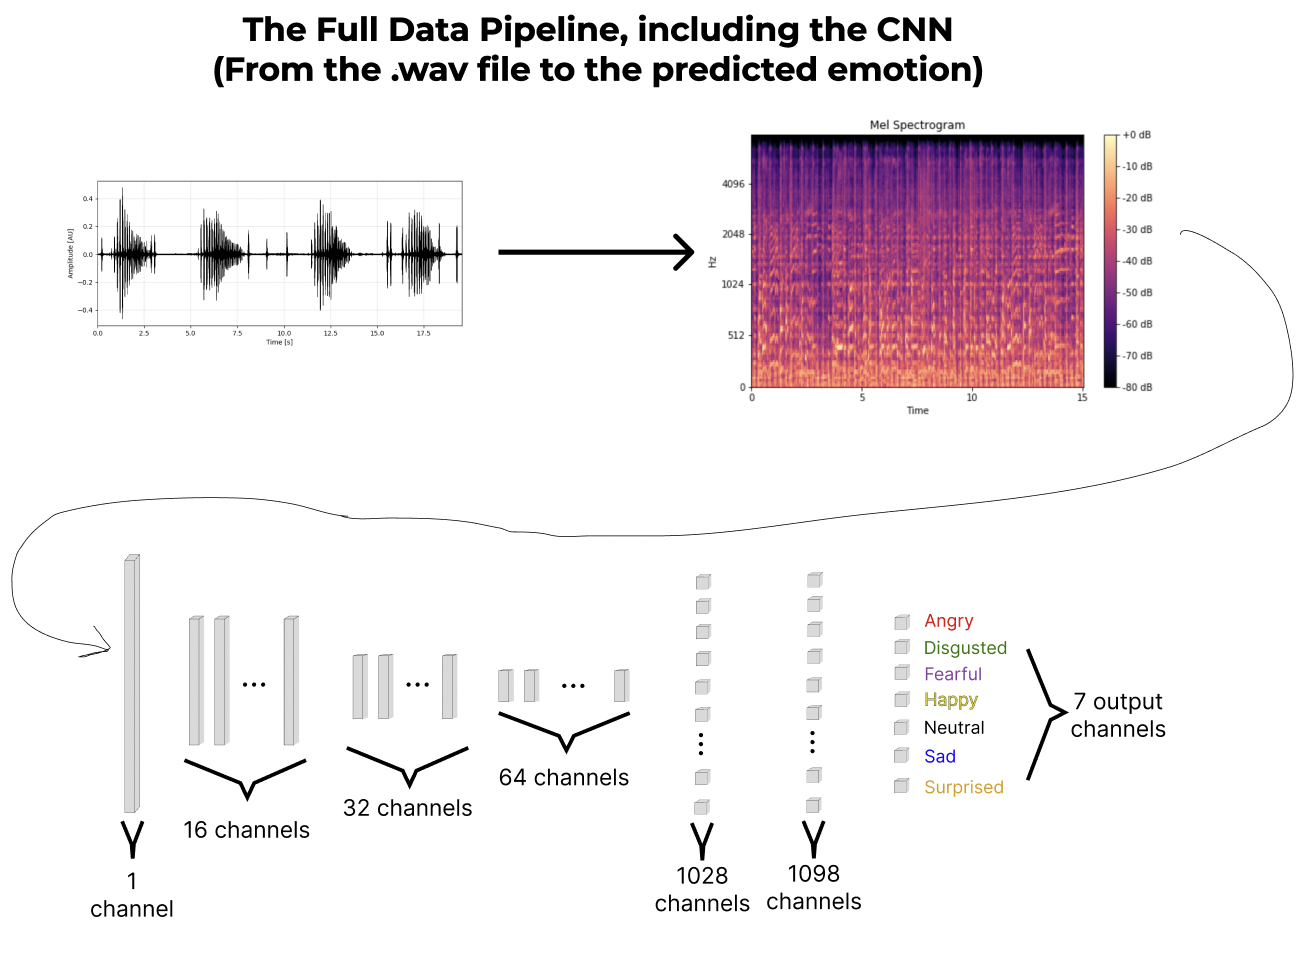 The Full Data Pipeline, including the CNN
(From the .wav file to the predicted emotion)
Mel Spectrogram
0.4
0.2
0.0
−0.2
−0.4
Amplitude [AU]
0.0 2.5 5.0 7.5 10.0 12.5 15.0 17.5
Time [s]
4096
2048
1024
512
0
Hz
0 5 10 15
Time
+0 dB
-10 dB
-20 dB
-30 dB
-40 dB
-50 dB
-60 dB
-70 dB
-80 dB
1
channel
16 channels
32 channels
64 channels
1028
channels
1098
channels
Angry
Disgusted
Fearful
Happy
Neutral
Sad
Surprised
7 output
channels